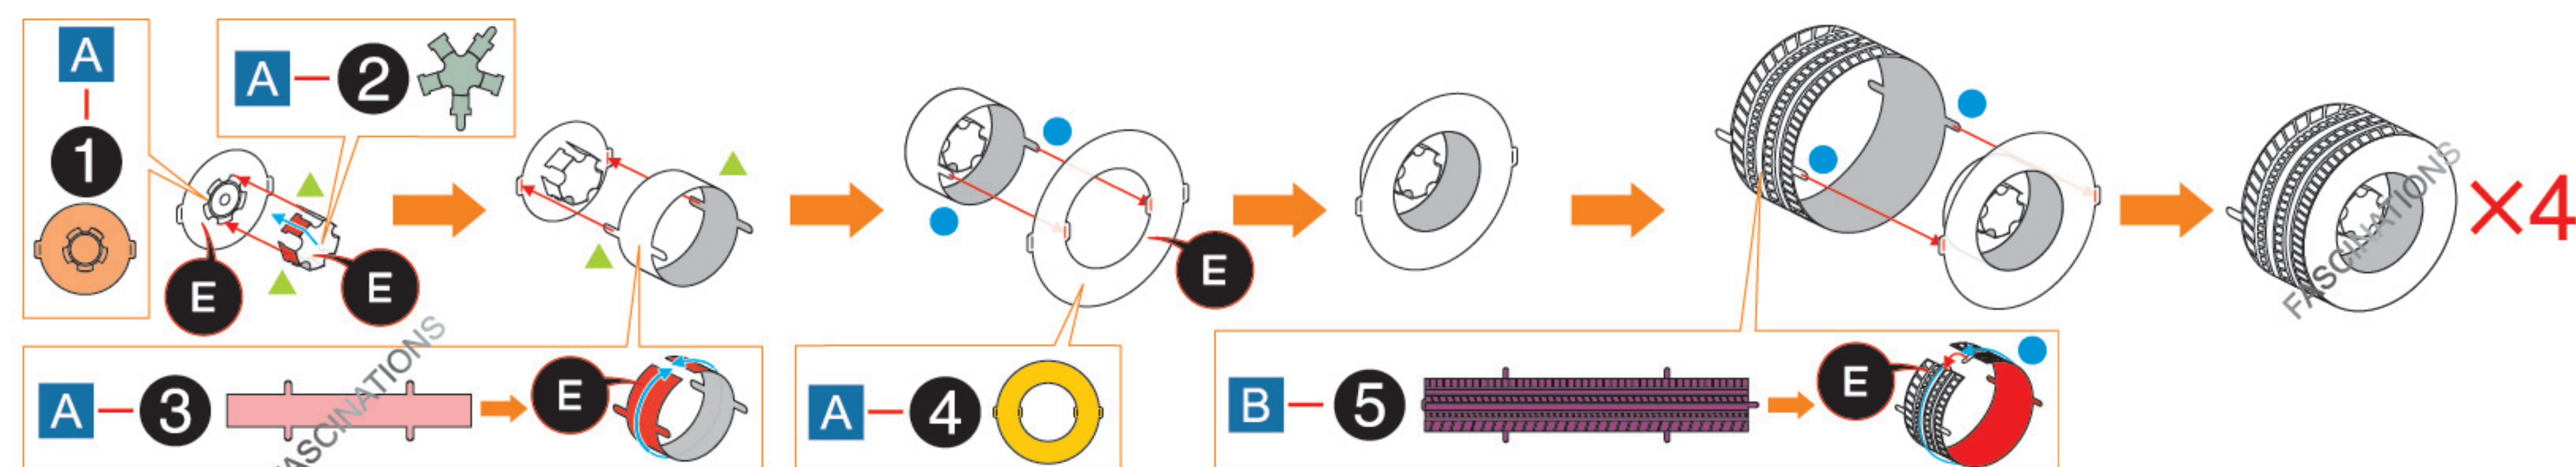 A
1
A 2
E
E
E
×4
A 3
E
A 4
B 5
E
FASCINATIONS
FASCINATIONS